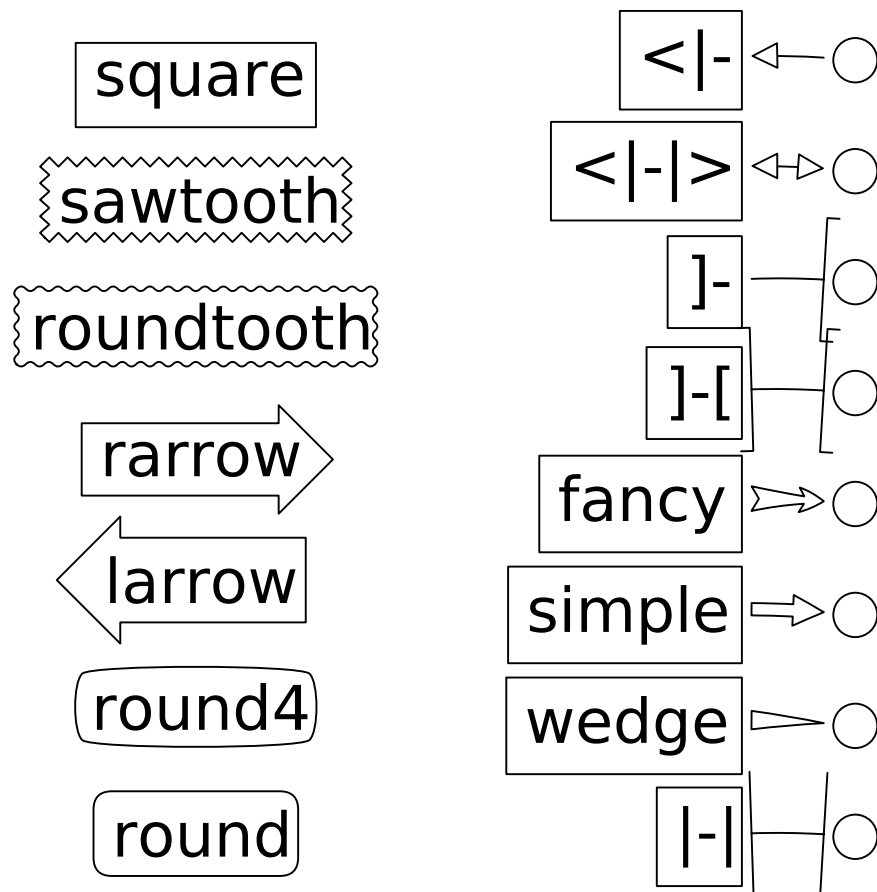 square
sawtooth
roundtooth
rarrow
larrow
round4
round
<|-
<|-|>
]-
]-[
fancy
simple
wedge
|-|